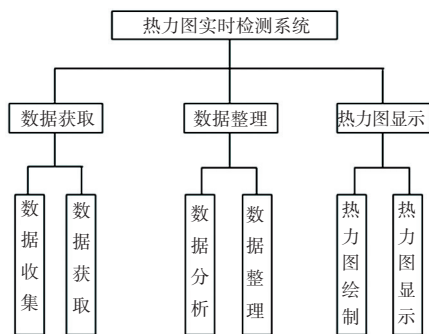 热力图实时检测系统
数据获取
数据整理
热力图显示
数据收集
数据获取
数据分析
数据整理
热力图绘制
热力图显示